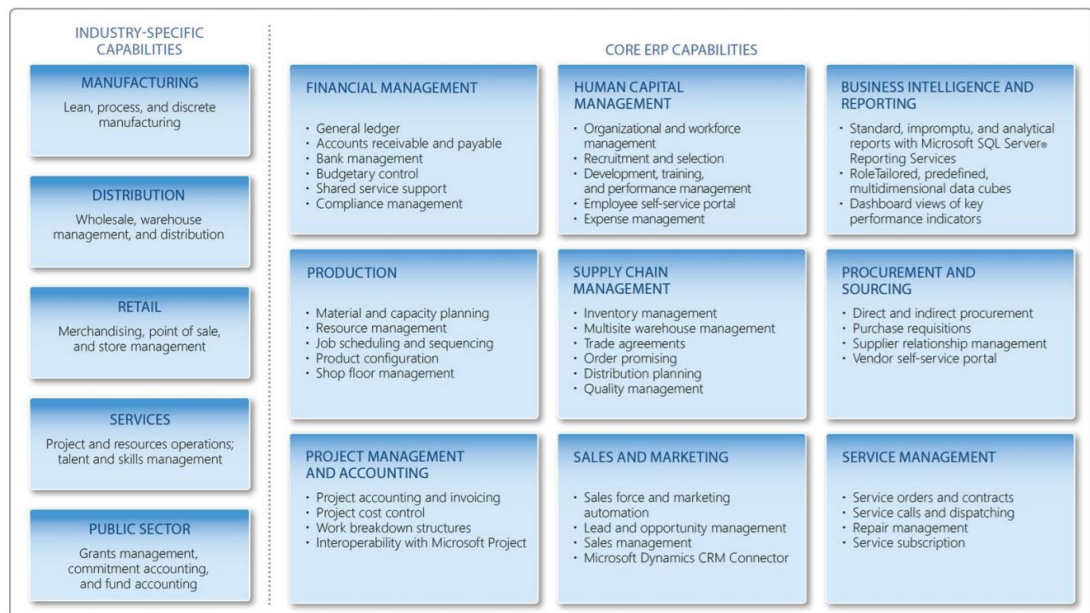 INDUSTRY-SPECIFIC
CAPABILITIES
MANUFACTURING
Lean, process, and discrete
manufacturing
DISTRIBUTION
Wholesale, warehouse
management, and distribution
RETAIL
Merchandising, point of sale,
and store management
SERVICES
Project and resources operations;
talent and skills management
PUBLIC SECTOR
Grants management,
commitment accounting,
and fund accounting
CORE ERP CAPABILITIES
FINANCIAL MANAGEMENT
• General ledger
• Accounts receivable and payable
• Bank management
• Budgetary control
• Shared service support
• Compliance management
HUMAN CAPITAL
MANAGEMENT
• Organizational and workforce
management
• Recruitment and selection
• Development, training,
and performance management
• Employee self-service portal
• Expense management
BUSINESS INTELLIGENCE AND
REPORTING
• Standard, impromptu, and analytical
reports with Microsoft SQL Server®
Reporting Services
• RoleTailored, predefined,
multidimensional data cubes
• Dashboard views of key
performance indicators
PRODUCTION
• Material and capacity planning
• Resource management
• Job scheduling and sequencing
• Product configuration
• Shop floor management
SUPPLY CHAIN
MANAGEMENT
• Inventory management
• Multisite warehouse management
• Trade agreements
• Order promising
• Distribution planning
• Quality management
PROCUREMENT AND
SOURCING
• Direct and indirect procurement
• Purchase requisitions
• Supplier relationship management
• Vendor self-service portal
PROJECT MANAGEMENT
AND ACCOUNTING
• Project accounting and invoicing
• Project cost control
• Work breakdown structures
• Interoperability with Microsoft Project
SALES AND MARKETING
• Sales force and marketing
automation
• Lead and opportunity management
• Sales management
• Microsoft Dynamics CRM Connector
SERVICE MANAGEMENT
• Service orders and contracts
• Service calls and dispatching
• Repair management
• Service subscription